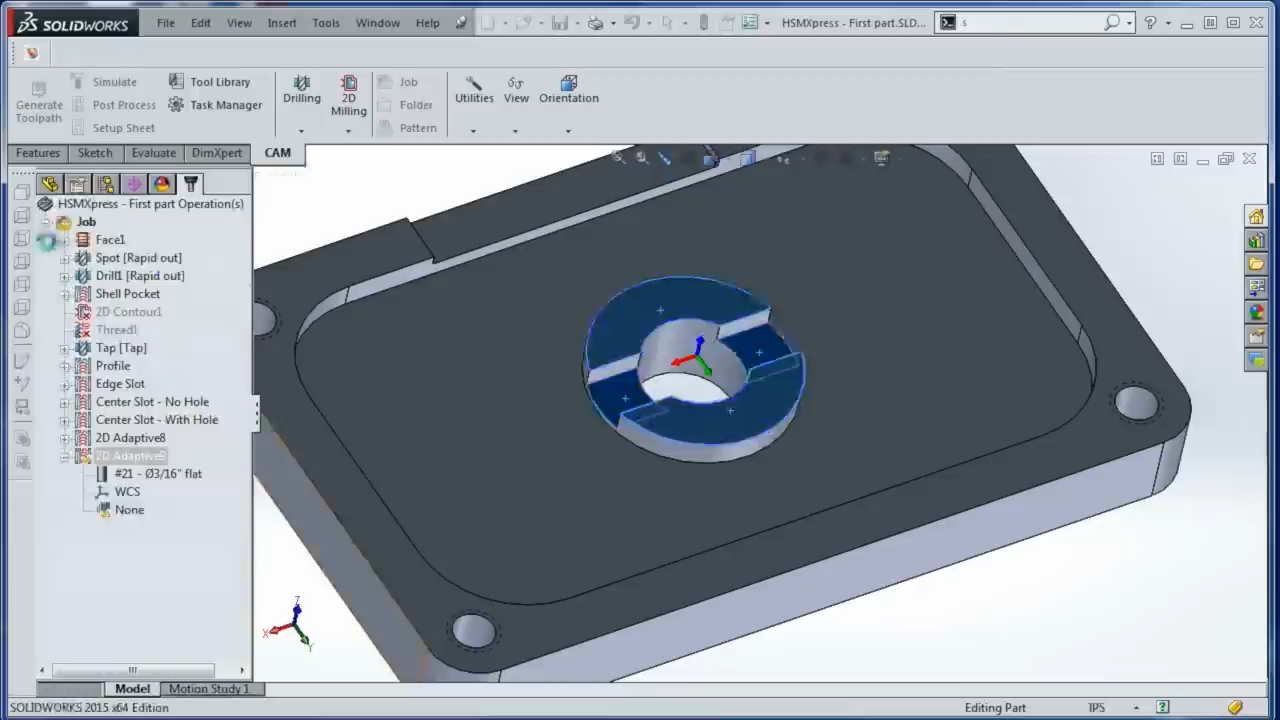 SOLIDWORKS File Edit View Insert Tools Window Help HSMXpress - First part.SLD... s
Generate Toolpath
Simulate
Post Process
Setup Sheet
Tool Library
Task Manager
Drilling
2D Milling
Job
Folder
Pattern
Utilities
View
Orientation
Features Sketch Evaluate DimXpert CAM
HSMXpress - First part Operation(s)
Job
Face1
Spot [Rapid out]
Drill1 [Rapid out]
Shell Pocket
2D Contour1
Thread1
Tap [Tap]
Profile
Edge Slot
Center Slot - No Hole
Center Slot - With Hole
2D Adaptive8
2D Adaptive9
#21 - Ø3/16" flat
WCS
None
Z
X
Y
Model Motion Study 1
SOLIDWORKS 2015 x64 Edition Editing Part IPS